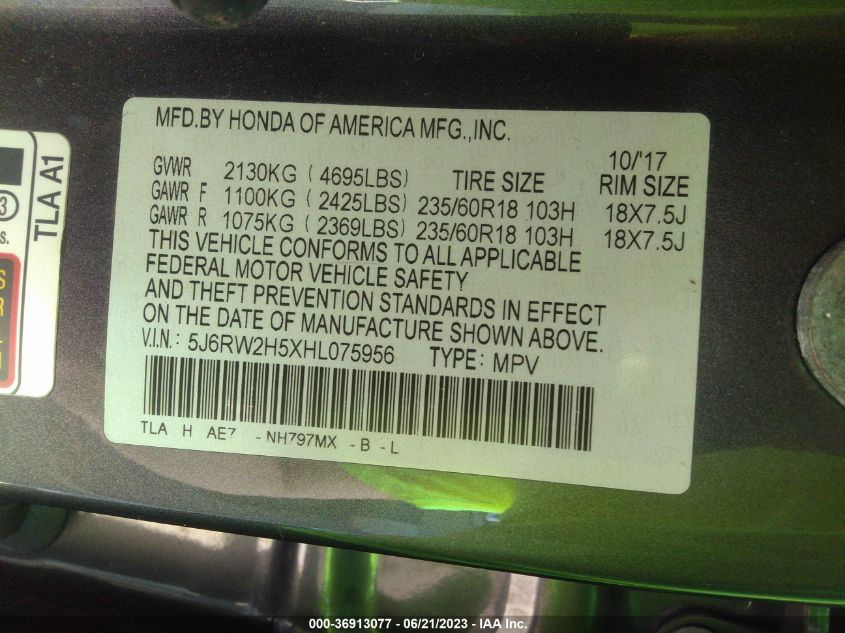 MFD.BY HONDA OF AMERICA MFG.,INC.
10/'17
GVWR 2130KG ( 4695LBS) TIRE SIZE RIM SIZE
GAWR F 1100KG ( 2425LBS) 235/60R18 103H 18X7.5J
GAWR R 1075KG ( 2369LBS) 235/60R18 103H 18X7.5J
THIS VEHICLE CONFORMS TO ALL APPLICABLE
FEDERAL MOTOR VEHICLE SAFETY
AND THEFT PREVENTION STANDARDS IN EFFECT
ON THE DATE OF MANUFACTURE SHOWN ABOVE.
V.I.N.: 5J6RW2H5XHL075956 TYPE: MPV
TLA H AE7 -NH797MX -B -L
TLA A1
3
s.
000-36913077 - 06/21/2023 - IAA Inc.